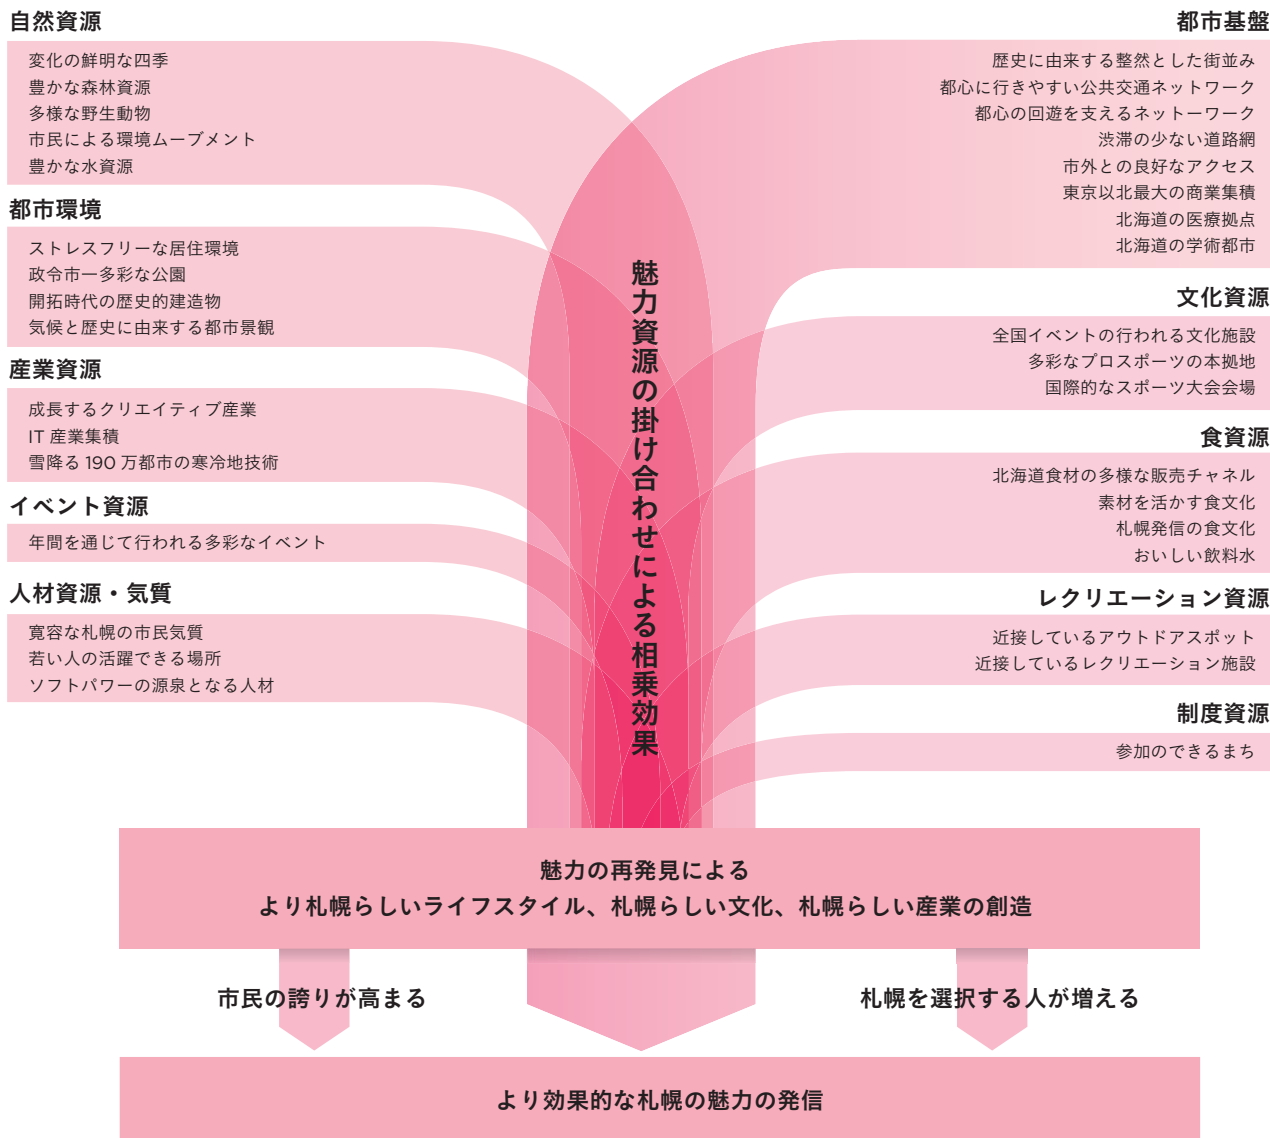 自然資源
変化の鮮明な四季
豊かな森林資源
多様な野生動物
市民による環境ムーブメント
豊かな水資源
都市環境
ストレスフリーな居住環境
政令市一多彩な公園
開拓時代の歴史的建造物
気候と歴史に由来する都市景観
産業資源
成長するクリエイティブ産業
IT 産業集積
雪降る 190 万都市の寒冷地技術
イベント資源
年間を通じて行われる多彩なイベント
人材資源・気質
寛容な札幌の市民気質
若い人の活躍できる場所
ソフトパワーの源泉となる人材
都市基盤
歴史に由来する整然とした街並み
都心に行きやすい公共交通ネットワーク
都心の回遊を支えるネットーワーク
渋滞の少ない道路網
市外との良好なアクセス
東京以北最大の商業集積
北海道の医療拠点
北海道の学術都市
文化資源
全国イベントの行われる文化施設
多彩なプロスポーツの本拠地
国際的なスポーツ大会会場
食資源
北海道食材の多様な販売チャネル
素材を活かす食文化
札幌発信の食文化
おいしい飲料水
レクリエーション資源
近接しているアウトドアスポット
近接しているレクリエーション施設
制度資源
参加のできるまち
魅力資源の掛け合わせによる相乗効果
魅力の再発見による
より札幌らしいライフスタイル、札幌らしい文化、札幌らしい産業の創造
市民の誇りが高まる
札幌を選択する人が増える
より効果的な札幌の魅力の発信